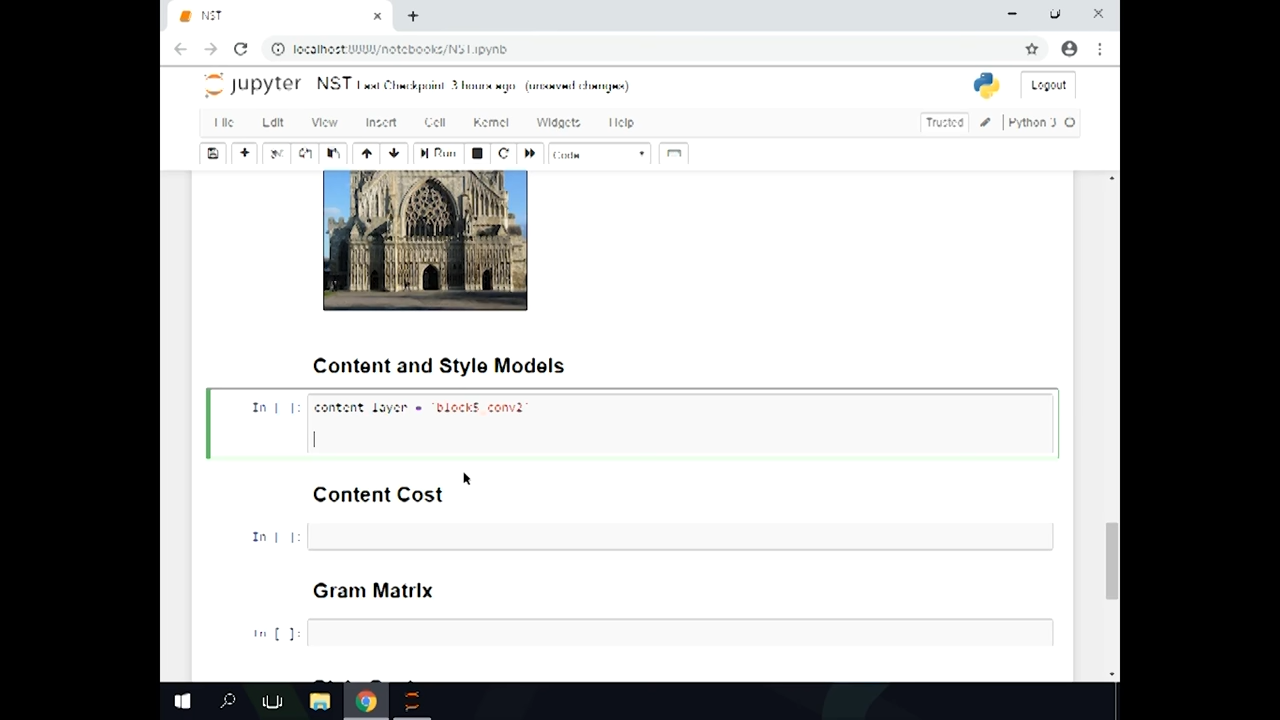 NST
localhost:8888/notebooks/NST.ipynb
jupyter NST Last Checkpoint: 3 hours ago (unsaved changes)
Logout
File Edit View Insert Cell Kernel Widgets Help
Trusted Python 3
Run Code
Content and Style Models
In [ ]: content_layer = 'block5_conv2'
Content Cost
In [ ]:
Gram Matrix
In [ ]: